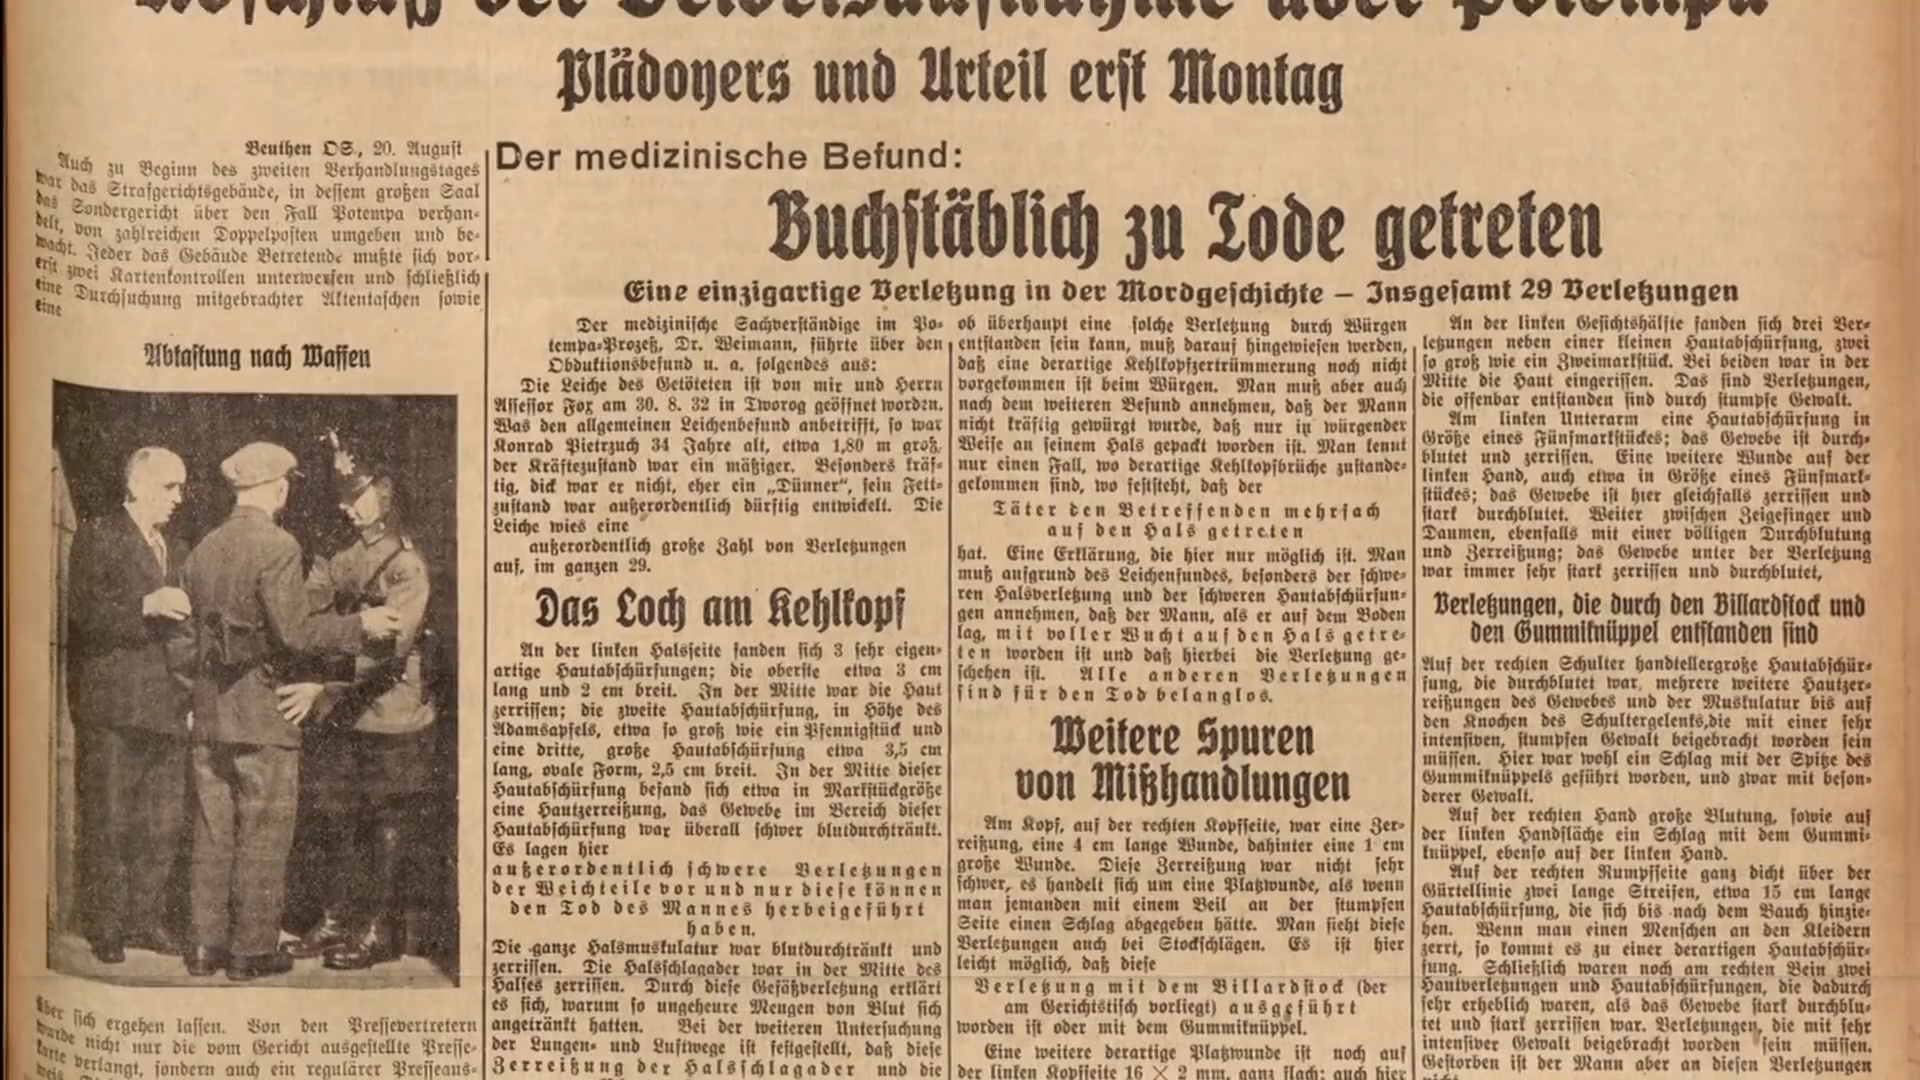 Abschluß der Beweisaufnahme über Potempa
Plädoyers und Urteil erst Montag
Beuthen OS., 20. August
Auch zu Beginn des zweiten Verhandlungstages
war das Strafgerichtsgebäude, in dessem großen Saal
das Sondergericht über den Fall Potempa verhan-
delt, von zahlreichen Doppelposten umgeben und be-
wacht. Jeder das Gebäude Betretende mußte sich vor-
erst zwei Kartenkontrollen unterwerfen und schließlich
eine Durchsuchung mitgebrachter Aktentaschen sowie
eine
Abtastung nach Waffen
über sich ergehen lassen. Von den Pressevertretern
wurde nicht nur die vom Gericht ausgestellte Presse-
karte verlangt, sondern auch ein regulärer Presseaus-
Der medizinische Befund:
Buchstäblich zu Tode getreten
Eine einzigartige Verletzung in der Mordgeschichte – Insgesamt 29 Verletzungen
Der medizinische Sachverständige im Po-
tempa-Prozeß, Dr. Weimann, führte über den
Obduktionsbefund u. a. folgendes aus:
Die Leiche des Getöteten ist von mir und Herrn
Assessor Fox am 30. 8. 32 in Tworog geöffnet worden.
Was den allgemeinen Leichenbefund anbetrifft, so war
Konrad Pietrzuch 34 Jahre alt, etwa 1,80 m groß,
der Kräftezustand war ein mäßiger. Besonders kräf-
tig, dick war er nicht, eher ein „Dünner“, sein Fett-
zustand war außerordentlich dürftig entwickelt. Die
Leiche wies eine
außerordentlich große Zahl von Verletzungen
auf, im ganzen 29.
Das Loch am Kehlkopf
An der linken Halsseite fanden sich 3 sehr eigen-
artige Hautabschürfungen; die oberste etwa 3 cm
lang und 2 cm breit. In der Mitte war die Haut
zerrissen; die zweite Hautabschürfung, in Höhe des
Adamsapfels, etwa so groß wie ein Pfennigstück und
eine dritte, große Hautabschürfung etwa 3,5 cm
lang, ovale Form, 2,5 cm breit. In der Mitte dieser
Hautabschürfung befand sich etwa in Markstückgröße
eine Hautzerreißung, das Gewebe im Bereich dieser
Hautabschürfung war überall schwer blutdurchtränkt.
Es lagen hier
außerordentlich schwere Verletzungen
der Weichteile vor und nur diese können
den Tod des Mannes herbeigeführt
haben.
Die ganze Halsmuskulatur war blutdurchtränkt und
zerrissen. Die Halsschlagader war in der Mitte des
Halses zerrissen. Durch diese Gefäßverletzung erklärt
es sich, warum so ungeheure Mengen von Blut sich
angetränkt hatten. Bei der weiteren Untersuchung
der Lungen- und Luftwege ist festgestellt, daß diese
Zerreißung der Halsschlagader und die
ob überhaupt eine solche Verletzung durch Würgen
entstanden sein kann, muß darauf hingewiesen werden,
daß eine derartige Kehlkopfzertrümmerung noch nicht
vorgekommen ist beim Würgen. Man muß aber auch
nach dem weiteren Befund annehmen, daß der Mann
nicht kräftig gewürgt wurde, daß nur in würgender
Weise an seinem Hals gepackt worden ist. Man kennt
nur einen Fall, wo derartige Kehlkopfbrüche zustande-
gekommen sind, wo feststeht, daß der
Täter den Betreffenden mehrfach
auf den Hals getreten
hat. Eine Erklärung, die hier nur möglich ist. Man
muß aufgrund des Leichenfundes, besonders der schwe-
ren Halsverletzung und der schweren Hautabschürfun-
gen annehmen, daß der Mann, als er auf dem Boden
lag, mit voller Wucht auf den Hals getre-
ten worden ist und daß hierbei die Verletzung ge-
schehen ist. Alle anderen Verletzungen
sind für den Tod belanglos.
Weitere Spuren
von Mißhandlungen
Am Kopf, auf der rechten Kopfseite, war eine Zer-
reißung, eine 4 cm lange Wunde, dahinter eine 1 cm
große Wunde. Diese Zerreißung war nicht sehr
schwer, es handelt sich um eine Platzwunde, als wenn
man jemanden mit einem Beil an der stumpfen
Seite einen Schlag abgegeben hätte. Man sieht diese
Verletzungen auch bei Stockschlägen. Es ist hier
leicht möglich, daß diese
Verletzung mit dem Billardstock (der
am Gerichtstisch vorliegt) ausgeführt
worden ist oder mit dem Gummiknüppel.
Eine weitere derartige Platzwunde ist noch auf
der linken Kopfseite 16 × 2 mm, ganz flach; auch hier
An der linken Gesichtshälfte fanden sich drei Ver-
letzungen neben einer kleinen Hautabschürfung, zwei
so groß wie ein Zweimarkstück. Bei beiden war in der
Mitte die Haut eingerissen. Das sind Verletzungen,
die offenbar entstanden sind durch stumpfe Gewalt.
Am linken Unterarm eine Hautabschürfung in
Größe eines Fünfmarkstückes; das Gewebe ist durch-
blutet und zerrissen. Eine weitere Wunde auf der
linken Hand, auch etwa in Größe eines Fünfmark-
stückes; das Gewebe ist hier gleichfalls zerrissen und
stark durchblutet. Weiter zwischen Zeigefinger und
Daumen, ebenfalls mit einer völligen Durchblutung
und Zerreißung; das Gewebe unter der Verletzung
war immer sehr stark zerrissen und durchblutet,
Verletzungen, die durch den Billardstock und
den Gummiknüppel entstanden sind
Auf der rechten Schulter handtellergroße Hautabschür-
fung, die durchblutet war, mehrere weitere Hautzer-
reißungen des Gewebes und der Muskulatur bis auf
den Knochen des Schultergelenks,die mit einer sehr
intensiven, stumpfen Gewalt beigebracht worden sein
müssen. Hier war wohl ein Schlag mit der Spitze des
Gummiknüppels geführt worden, und zwar mit beson-
derer Gewalt.
Auf der rechten Hand große Blutung, sowie auf
der linken Handfläche ein Schlag mit dem Gummi-
knüppel, ebenso auf der linken Hand.
Auf der rechten Rumpfseite ganz dicht über der
Gürtellinie zwei lange Streifen, etwa 15 cm lange
Hautabschürfung, die sich bis nach dem Bauch hinzie-
hen. Wenn man einen Menschen an den Kleidern
zerrt, so kommt es zu einer derartigen Hautabschür-
fung. Schließlich waren noch am rechten Bein zwei
Hautverletzungen und Hautabschürfungen, die dadurch
sehr erheblich waren, als das Gewebe stark durchblu-
tet und stark zerrissen war. Verletzungen, die mit sehr
intensiver Gewalt beigebracht worden sein müssen.
Gestorben ist der Mann aber an diesen Verletzungen